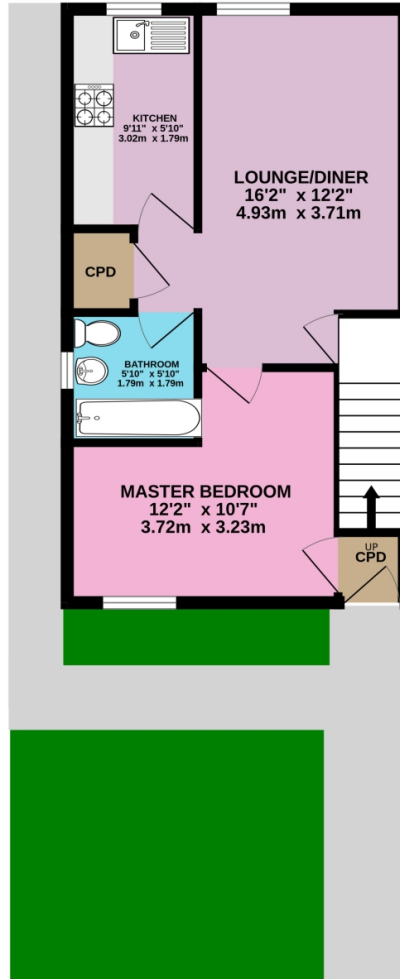 KITCHEN
9'11" x 5'10"
3.02m x 1.79m
LOUNGE/DINER
16'2" x 12'2"
4.93m x 3.71m
CPD
BATHROOM
5'10" x 5'10"
1.79m x 1.79m
MASTER BEDROOM
12'2" x 10'7"
3.72m x 3.23m
UP
CPD